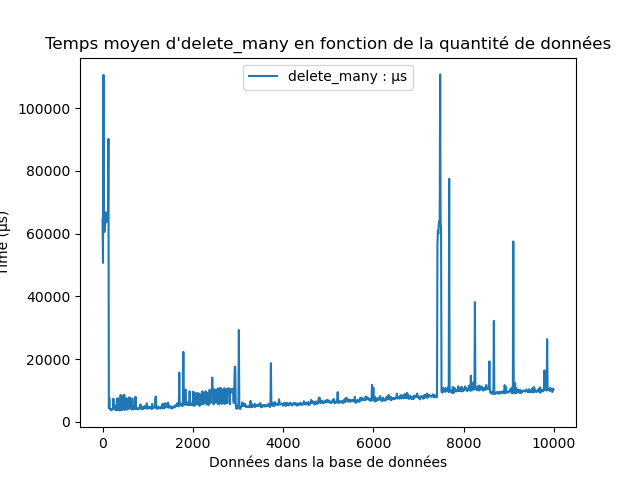 Temps moyen d'delete_many en fonction de la quantité de données
delete_many : µs
Time (µs)
100000
80000
60000
40000
20000
0
0 2000 4000 6000 8000 10000
Données dans la base de données